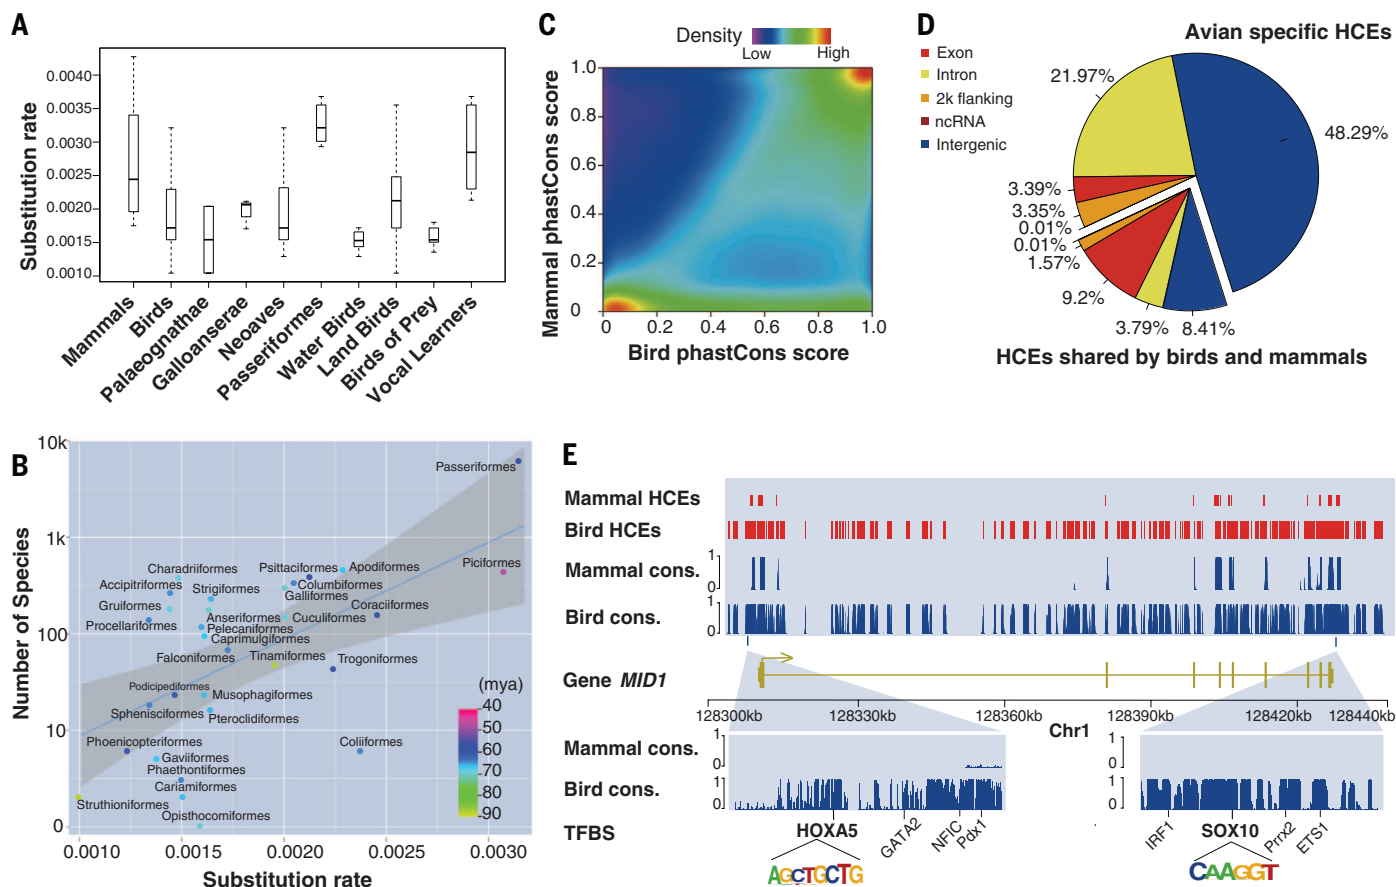 A
Substitution rate
0.0040
0.0035
0.0030
0.0025
0.0020
0.0015
0.0010
Mammals
Birds
Palaeognathae
Galloanserae
Neoaves
Passeriformes
Water Birds
Land Birds
Birds of Prey
Vocal Learners
B
Number of Species
10k
1k
100
10
0
Passeriformes
Piciformes
Charadriiformes
Psittaciformes
Apodiformes
Accipitriformes
Strigiformes
Columbiformes
Galliformes
Gruiformes
Coraciiformes
Procellariformes
Anseriformes
Cuculiformes
Pelecaniformes
Caprimulgiformes
Falconiformes
Tinamiformes
Trogoniformes
Podicipediformes
Musophagiformes
Sphenisciformes
Pteroclidiformes
Phoenicopteriformes
Coliiformes
Gaviiformes
Phaethontiformes
Cariamiformes
Struthioniformes
Opisthocomiformes
(mya)
-40
-50
-60
-70
-80
-90
0.0010
0.0015
0.0020
0.0025
0.0030
Substitution rate
C
Density
Low
High
Mammal phastCons score
1.0
0.8
0.6
0.4
0.2
0
0
0.2
0.4
0.6
0.8
1.0
Bird phastCons score
D
Avian specific HCEs
Exon
Intron
2k flanking
ncRNA
Intergenic
21.97%
48.29%
3.39%
3.35%
0.01%
0.01%
1.57%
9.2%
3.79%
8.41%
HCEs shared by birds and mammals
E
Mammal HCEs
Bird HCEs
Mammal cons.
1
0
Bird cons.
1
0
Gene MID1
128300kb
128330kb
128360kb
128390kb
128420kb
128440kb
Chr1
Mammal cons.
1
0
1
0
Bird cons.
1
0
1
0
TFBS
HOXA5
GATA2
NFIC
Pdx1
IRF1
SOX10
Prrx2
ETS1
AGCTGCTG
CAAGGT